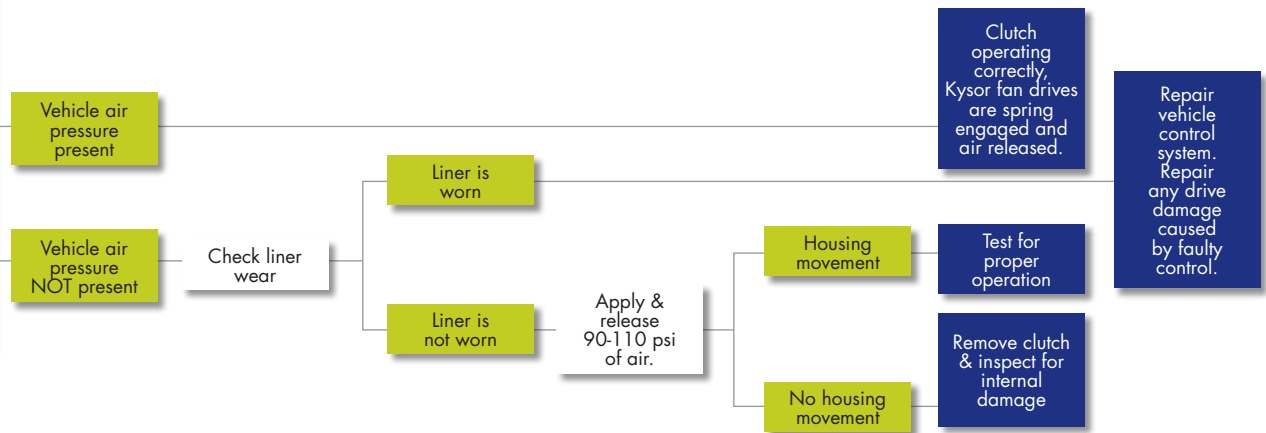 Vehicle air
pressure
present
Clutch
operating
correctly,
Kysor fan drives
are spring
engaged and
air released.
Vehicle air
pressure
NOT present
Check liner
wear
Liner is
worn
Repair
vehicle
control
system.
Repair
any drive
damage
caused
by faulty
control.
Liner is
not worn
Apply &
release
90-110 psi
of air.
Housing
movement
Test for
proper
operation
No housing
movement
Remove clutch
& inspect for
internal
damage